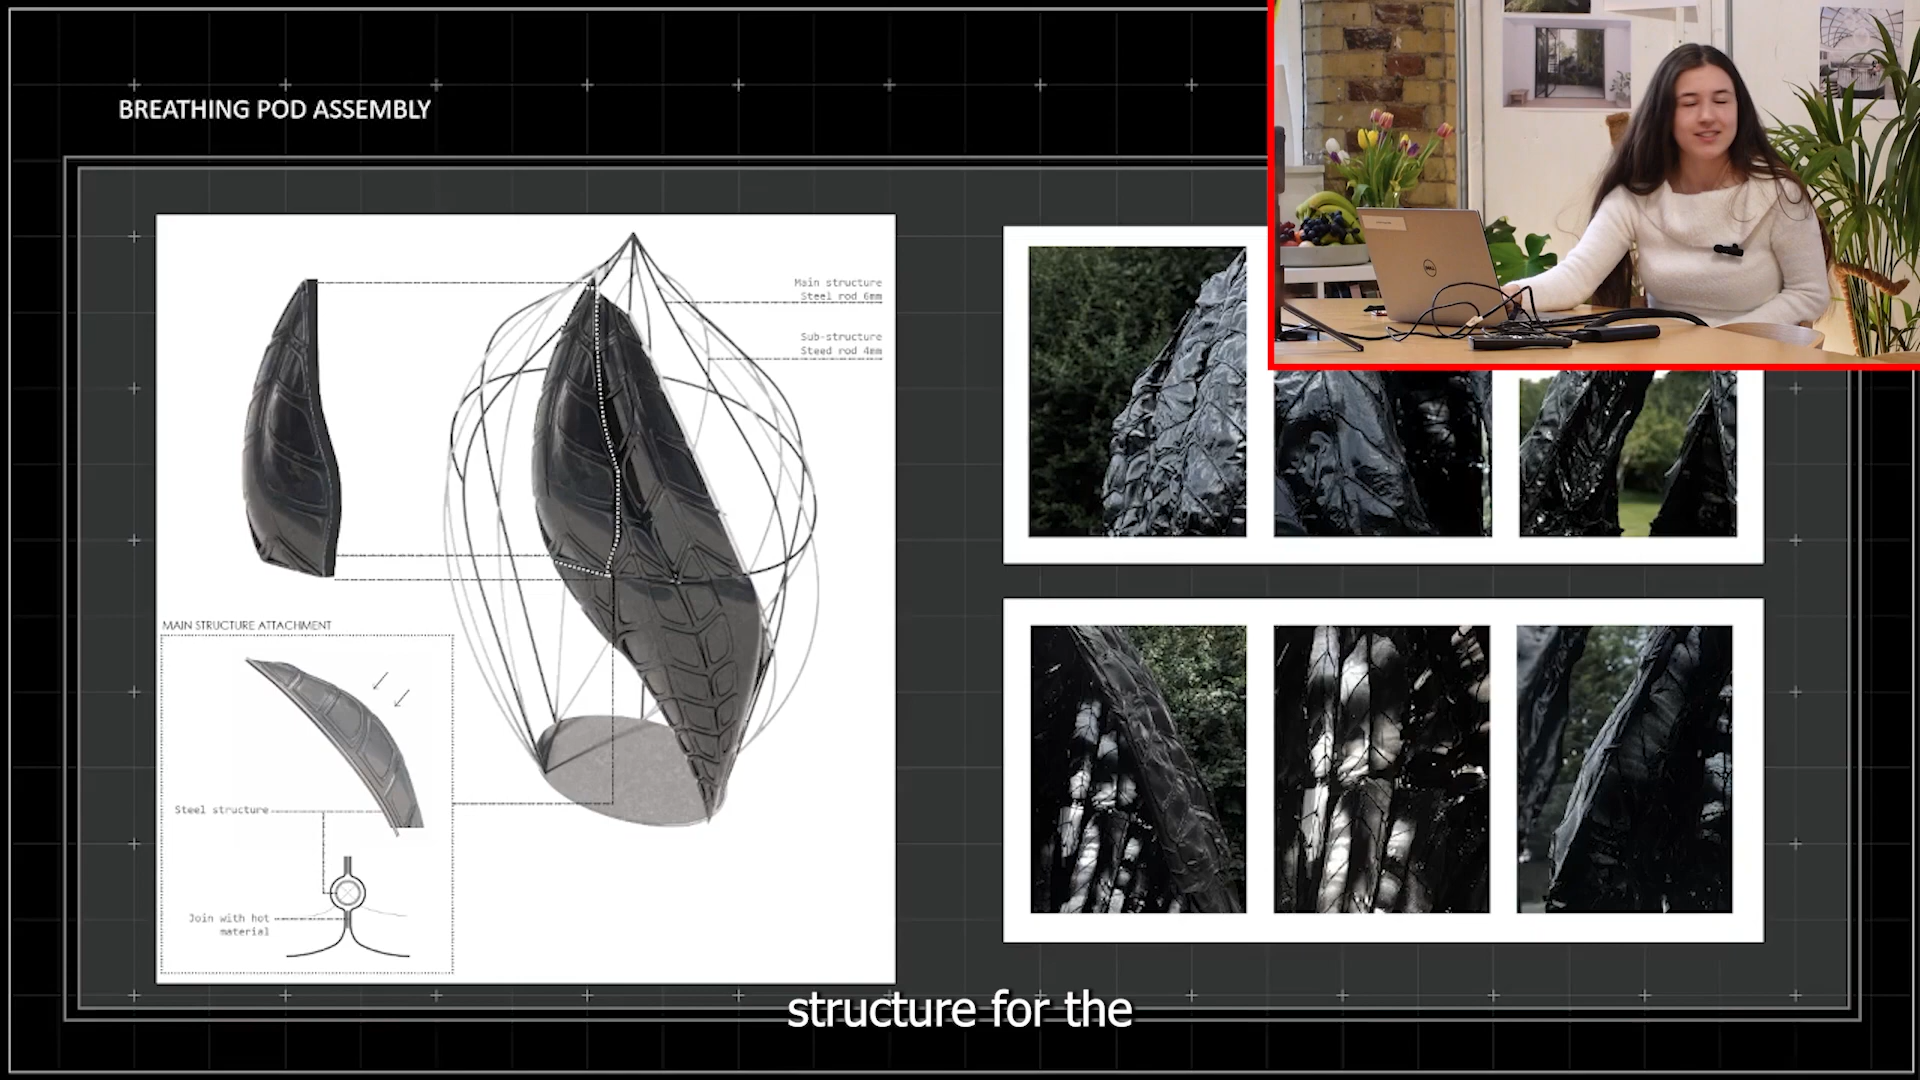 BREATHING POD ASSEMBLY
Main structure
Steel rod 6mm
Sub-structure
Steed rod 4mm
MAIN STRUCTURE ATTACHMENT
Steel structure
Join with hot
material
DELL
structure for the